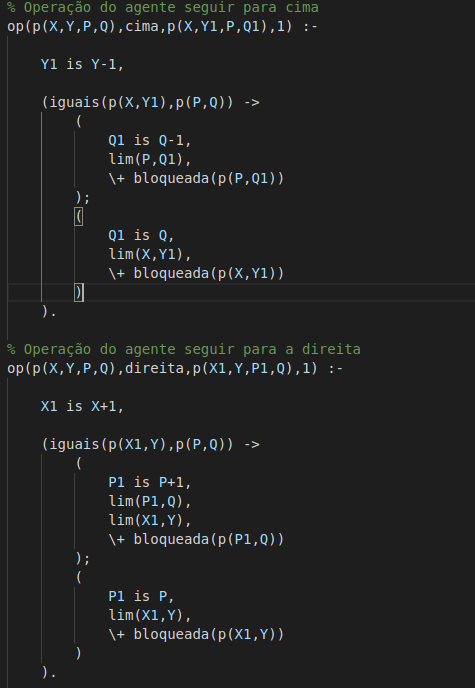 % Operação do agente seguir para cima
op(p(X,Y,P,Q),cima,p(X,Y1,P,Q1),1) :-
Y1 is Y-1,
(iguais(p(X,Y1),p(P,Q)) ->
(
Q1 is Q-1,
lim(P,Q1),
\+ bloqueada(p(P,Q1))
);
(
Q1 is Q,
lim(X,Y1),
\+ bloqueada(p(X,Y1))
)
).
% Operação do agente seguir para a direita
op(p(X,Y,P,Q),direita,p(X1,Y,P1,Q),1) :-
X1 is X+1,
(iguais(p(X1,Y),p(P,Q)) ->
(
P1 is P+1,
lim(P1,Q),
lim(X1,Y),
\+ bloqueada(p(P1,Q))
);
(
P1 is P,
lim(X1,Y),
\+ bloqueada(p(X1,Y))
)
).